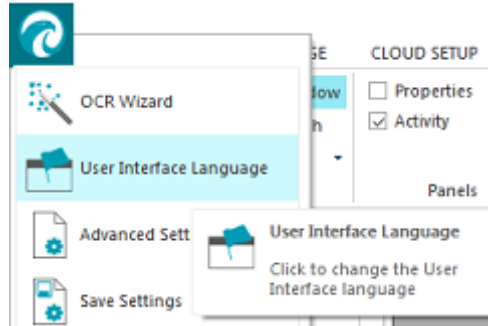 GE
CLOUD SETUP
OCR Wizard
dow
Properties
h
Activity
User Interface Language
Panels
Advanced Sett
User Interface Language
Click to change the User
Interface language
Save Settings